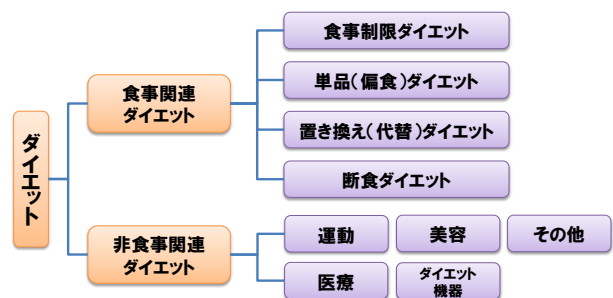 ダイエット
食事関連
ダイエット
食事制限ダイエット
単品(偏食)ダイエット
置き換え(代替)ダイエット
断食ダイエット
非食事関連
ダイエット
運動
美容
その他
医療
ダイエット
機器